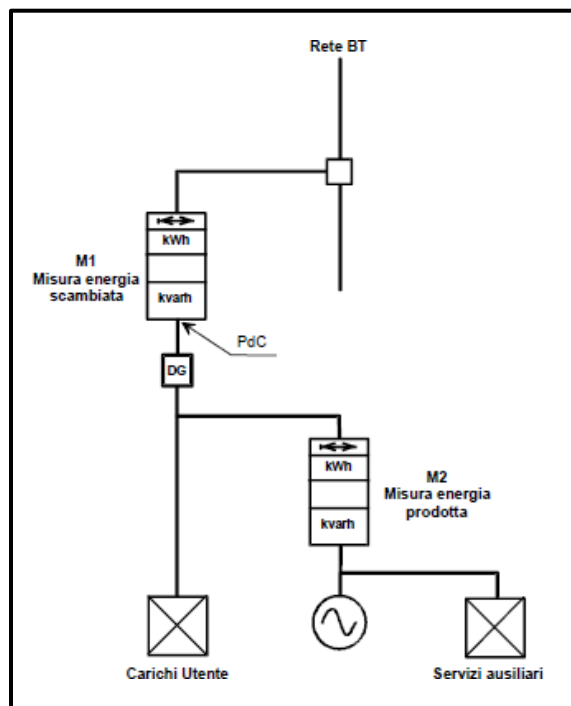 Rete BT
kWh
kvarh
M1
Misura energia
scambiata
PdC
DG
kWh
kvarh
M2
Misura energia
prodotta
Carichi Utente
Servizi ausiliari